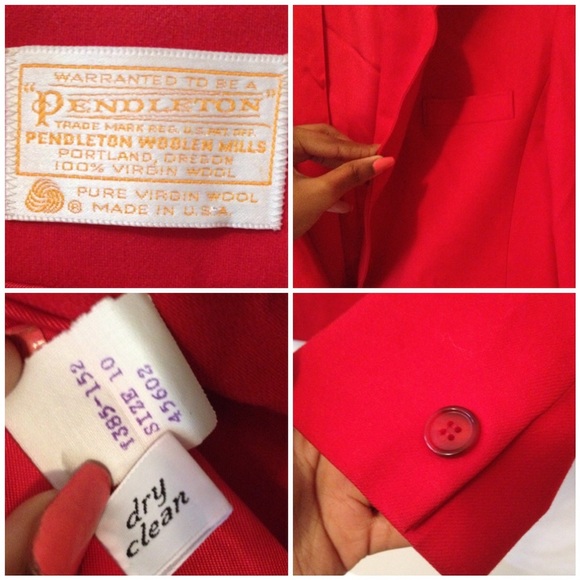 WARRANTED TO BE A
"PENDLETON"
TRADE MARK REG. U.S. PAT. OFF.
PENDLETON WOOLEN MILLS
PORTLAND, OREGON
100% VIRGIN WOOL
PURE VIRGIN WOOL
® MADE IN U.S.A
f385-152
SIZE 10
45602
dry
clean